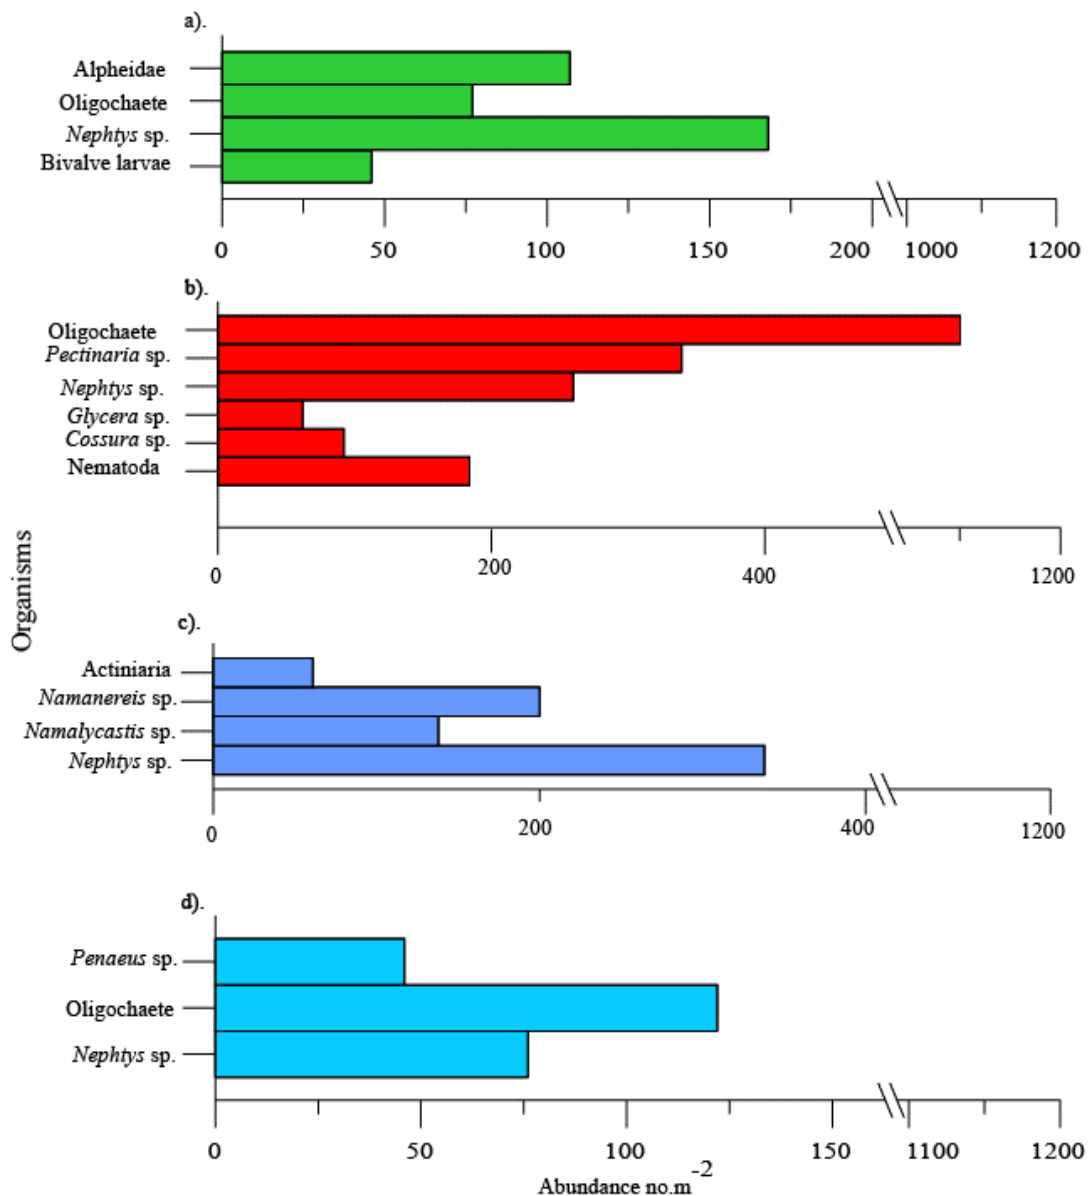 a).
Alpheidae
Oligochaete
Nephtys sp.
Bivalve larvae
0 50 100 150 200 1000 1200
b).
Oligochaete
Pectinaria sp.
Nephtys sp.
Glycera sp.
Cossura sp.
Nematoda
0 200 400 1200
Organisms
c).
Actiniaria
Namanereis sp.
Namalycastis sp.
Nephtys sp.
0 200 400 1200
d).
Penaeus sp.
Oligochaete
Nephtys sp.
0 50 100 150 1100 1200
Abundance no.m-2